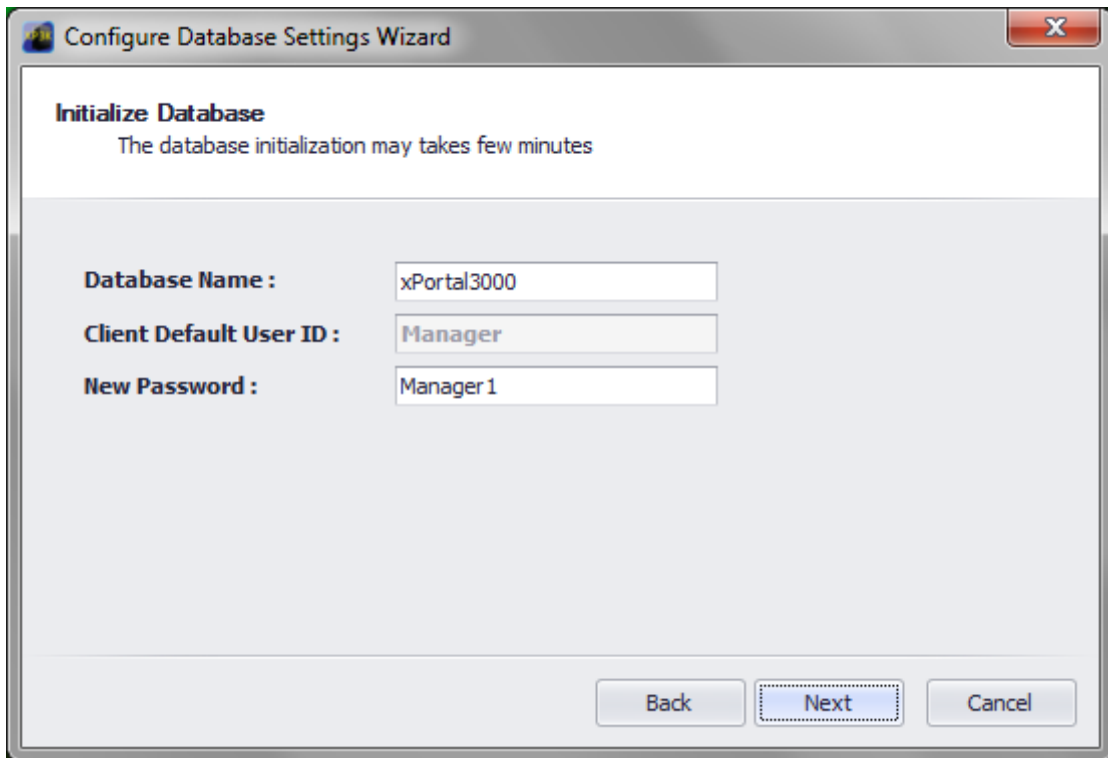 Configure Database Settings Wizard
Initialize Database
The database initialization may takes few minutes
Database Name : xPortal3000
Client Default User ID : Manager
New Password : Manager1
Back Next Cancel